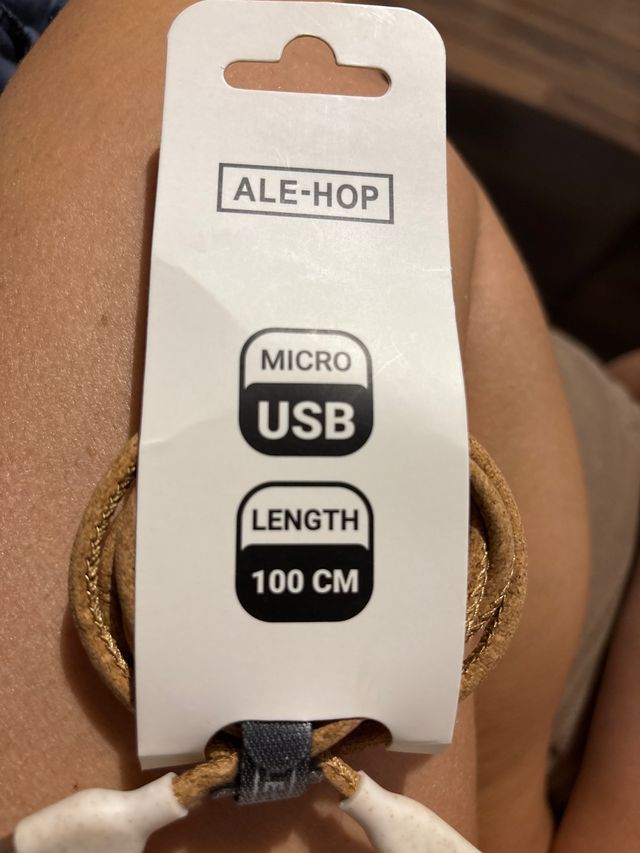 ALE-HOP
MICRO
USB
LENGTH
100 CM